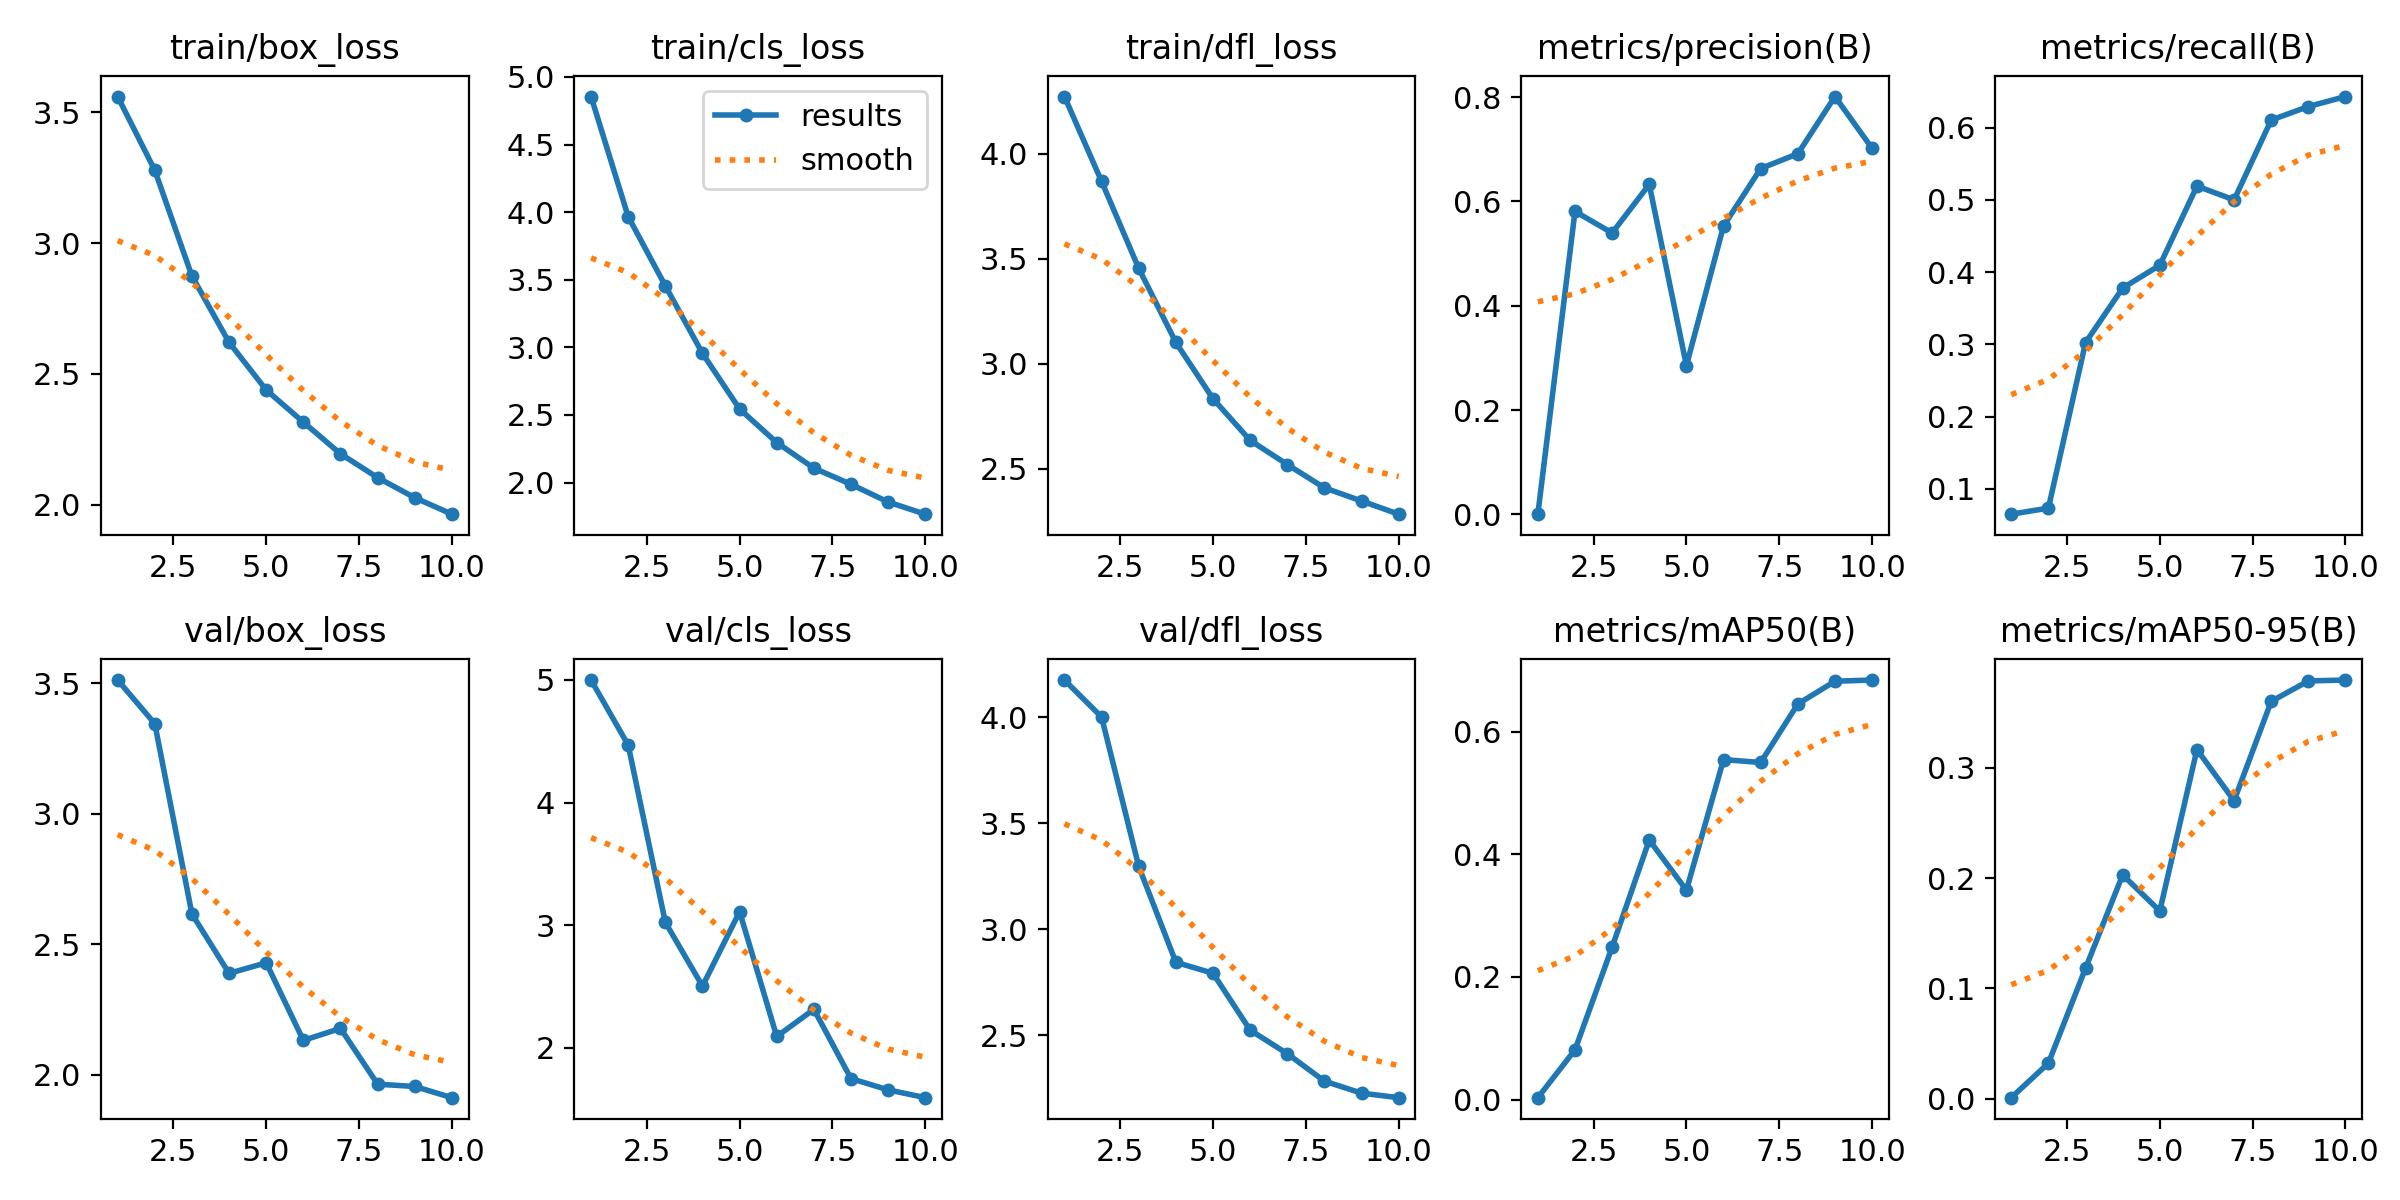 train/box_loss
3.5
3.0
2.5
2.0
2.5 5.0 7.5 10.0
train/cls_loss
results
smooth
5.0
4.5
4.0
3.5
3.0
2.5
2.0
2.5 5.0 7.5 10.0
train/dfl_loss
4.0
3.5
3.0
2.5
2.5 5.0 7.5 10.0
metrics/precision(B)
0.8
0.6
0.4
0.2
0.0
2.5 5.0 7.5 10.0
metrics/recall(B)
0.6
0.5
0.4
0.3
0.2
0.1
2.5 5.0 7.5 10.0
val/box_loss
3.5
3.0
2.5
2.0
2.5 5.0 7.5 10.0
val/cls_loss
5
4
3
2
2.5 5.0 7.5 10.0
val/dfl_loss
4.0
3.5
3.0
2.5
2.5 5.0 7.5 10.0
metrics/mAP50(B)
0.6
0.4
0.2
0.0
2.5 5.0 7.5 10.0
metrics/mAP50-95(B)
0.3
0.2
0.1
0.0
2.5 5.0 7.5 10.0